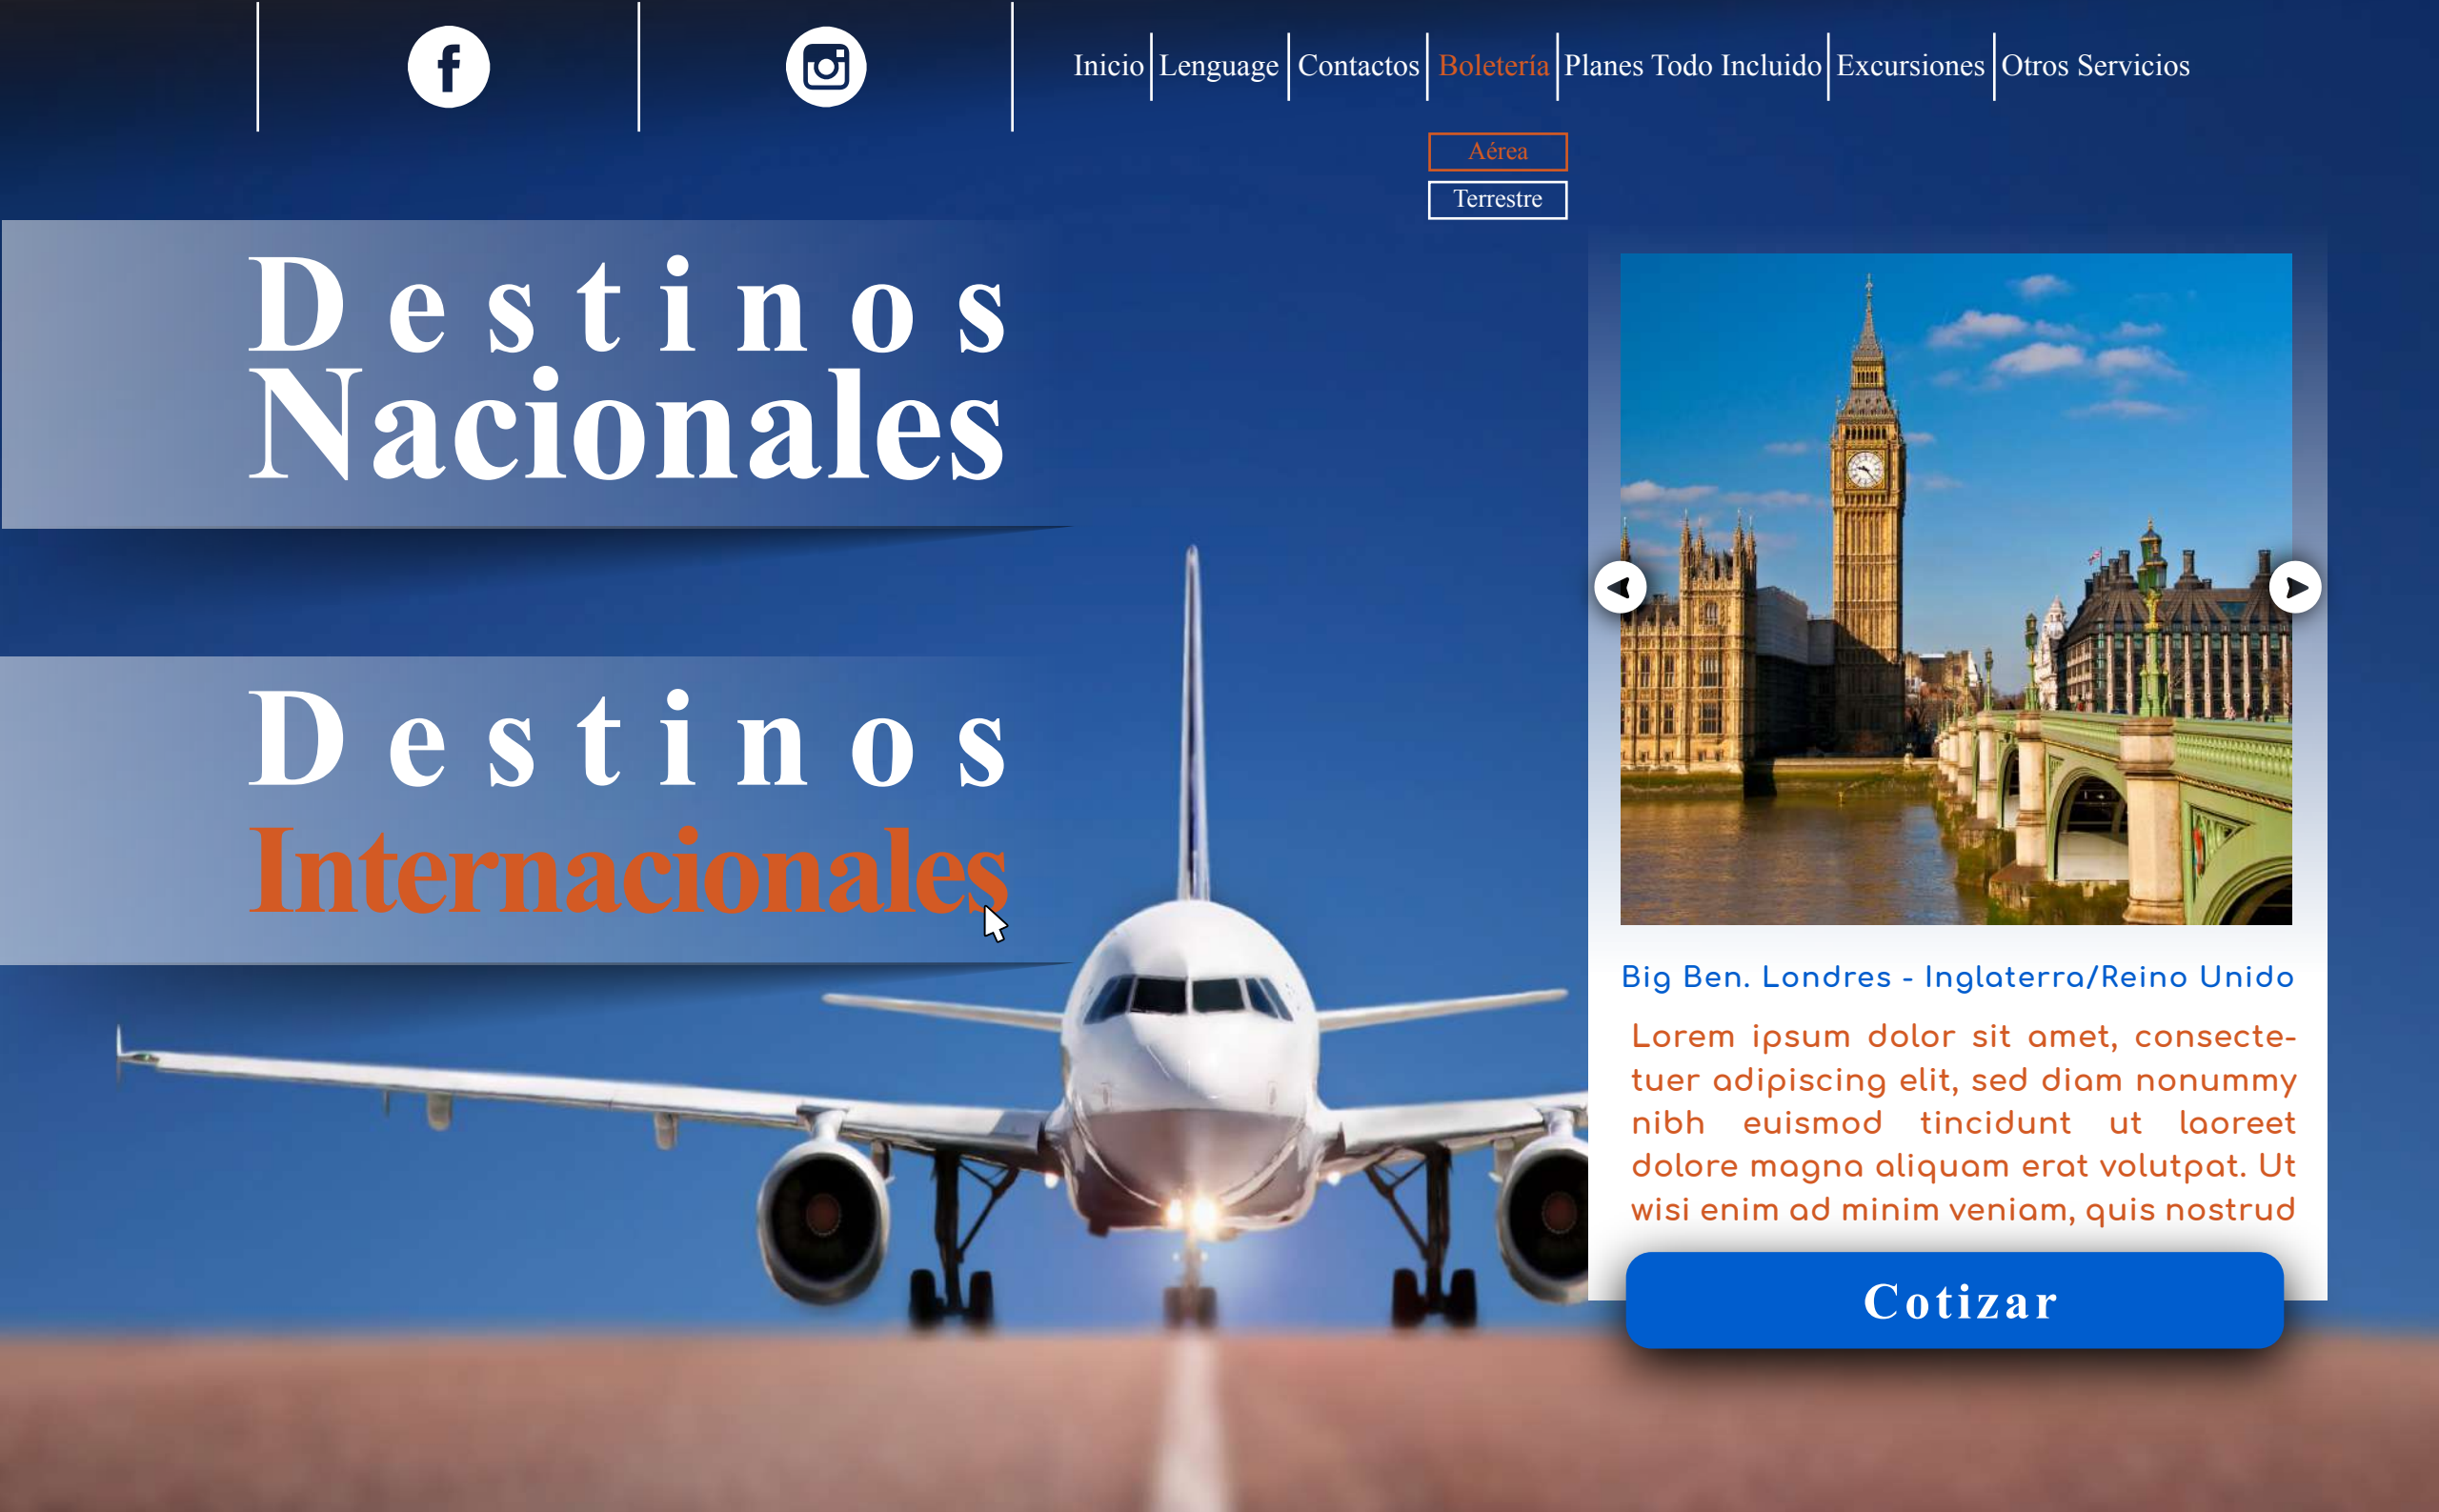 Inicio Lenguage Contactos Boletería Planes Todo Incluido Excursiones Otros Servicios
Aérea
Terrestre
Destinos
Nacionales
Destinos
Internacionales
Big Ben. Londres - Inglaterra/Reino Unido
Lorem ipsum dolor sit amet, consecte-
tuer adipiscing elit, sed diam nonummy
nibh euismod tincidunt ut laoreet
dolore magna aliquam erat volutpat. Ut
wisi enim ad minim veniam, quis nostrud
Cotizar